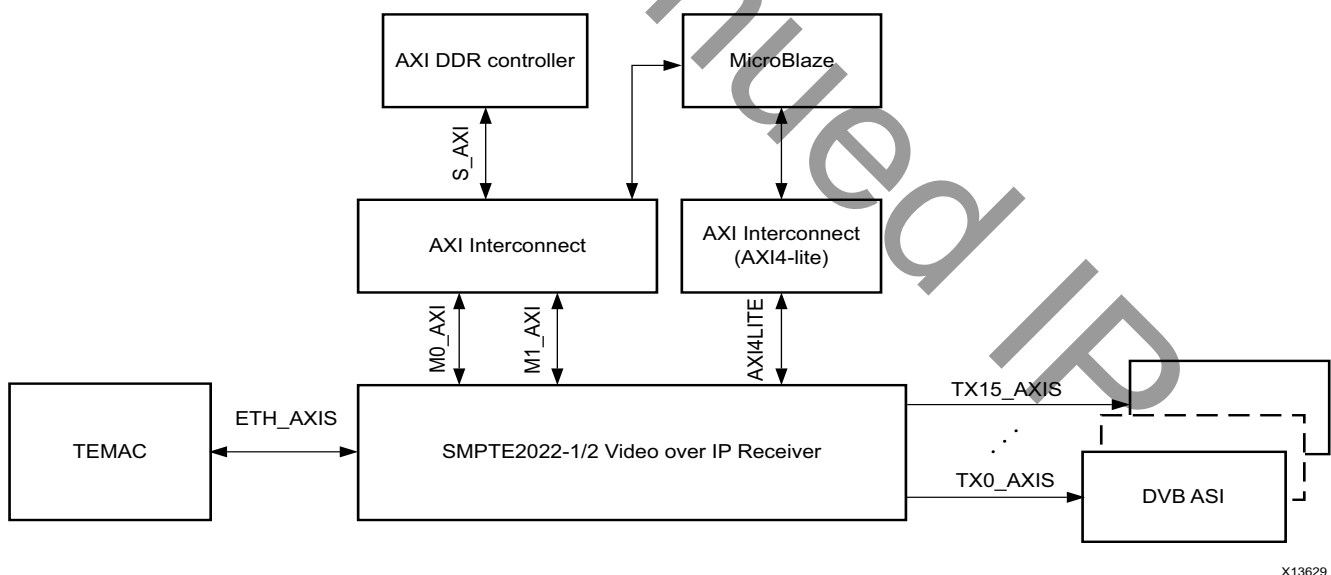 AXI DDR controller
MicroBlaze
S_AXI
AXI Interconnect
AXI Interconnect
(AXI4-lite)
M0_AXI
M1_AXI
AXI4LITE
TEMAC
ETH_AXIS
SMPTE2022-1/2 Video over IP Receiver
TX15_AXIS
TX0_AXIS
DVB ASI
nued IP
X13629